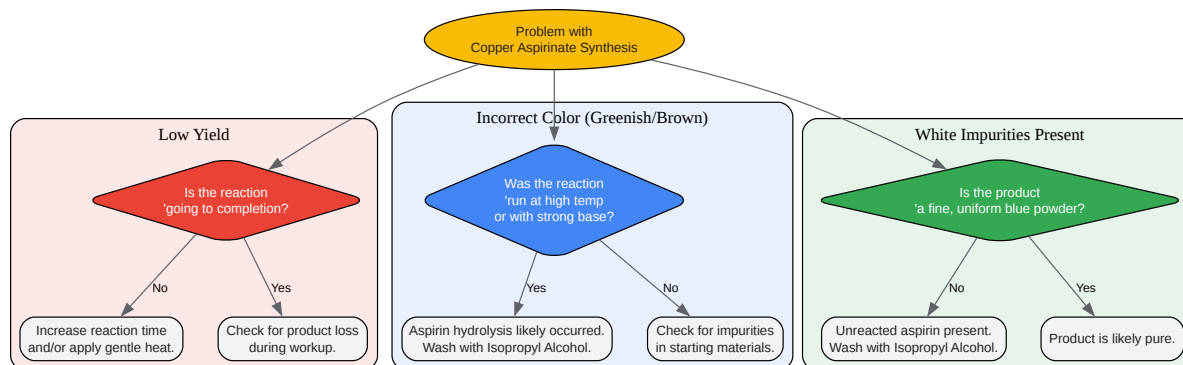 Problem with
Copper Aspirinate Synthesis
Low Yield
Is the reaction
'going to completion?
No
Yes
Increase reaction time
and/or apply gentle heat.
Check for product loss
during workup.
Incorrect Color (Greenish/Brown)
Was the reaction
'run at high temp
or with strong base?
Yes
No
Aspirin hydrolysis likely occurred.
Wash with Isopropyl Alcohol.
Check for impurities
in starting materials.
White Impurities Present
Is the product
'a fine, uniform blue powder?
No
Yes
Unreacted aspirin present.
Wash with Isopropyl Alcohol.
Product is likely pure.